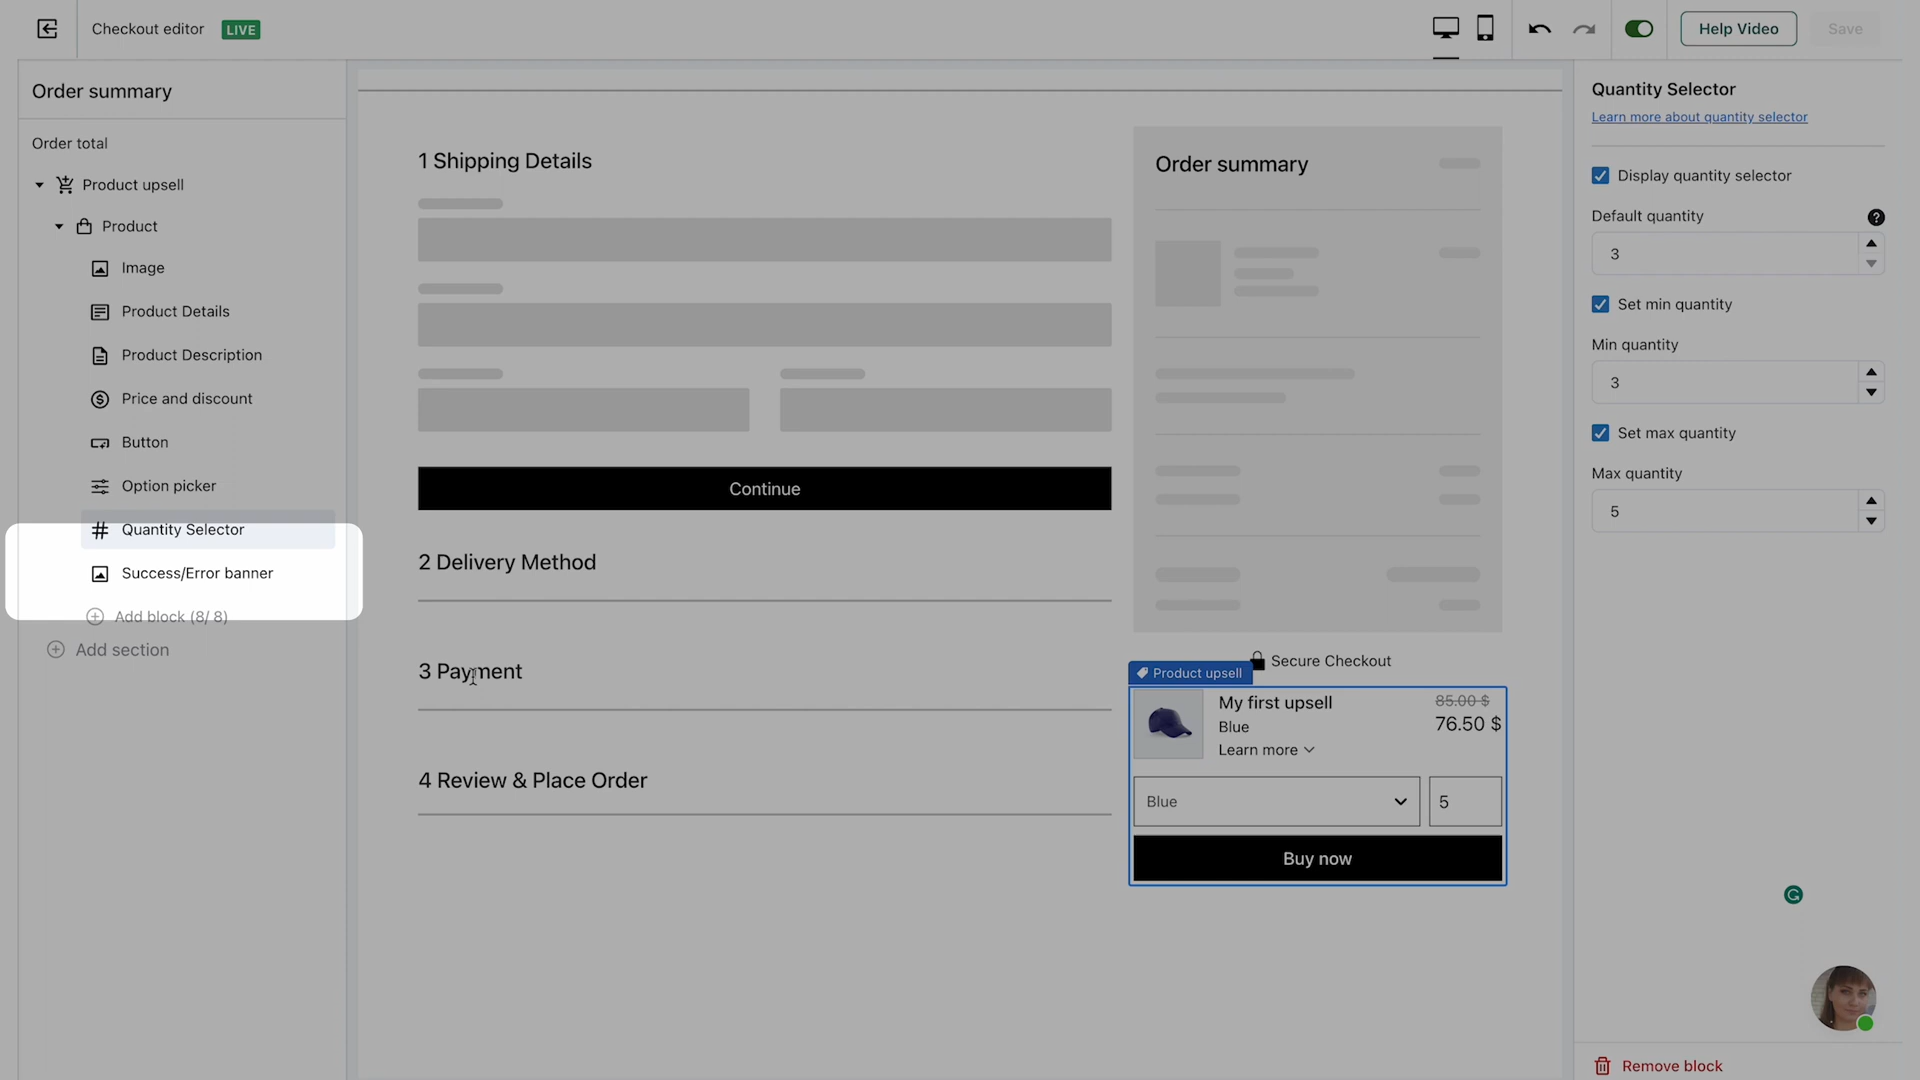 Checkout editor
LIVE
Help Video
Save
Order summary
Order total
Product upsell
Product
Image
Product Details
Product Description
Price and discount
Button
Option picker
Quantity Selector
Success/Error banner
Add block (8/ 8)
Add section
1 Shipping Details
Continue
2 Delivery Method
3 Payment
4 Review & Place Order
Order summary
Secure Checkout
Product upsell
My first upsell
85.00 $
Blue
76.50 $
Learn more
Blue
5
Buy now
Quantity Selector
Learn more about quantity selector
Display quantity selector
Default quantity
?
3
Set min quantity
Min quantity
3
Set max quantity
Max quantity
5
Remove block